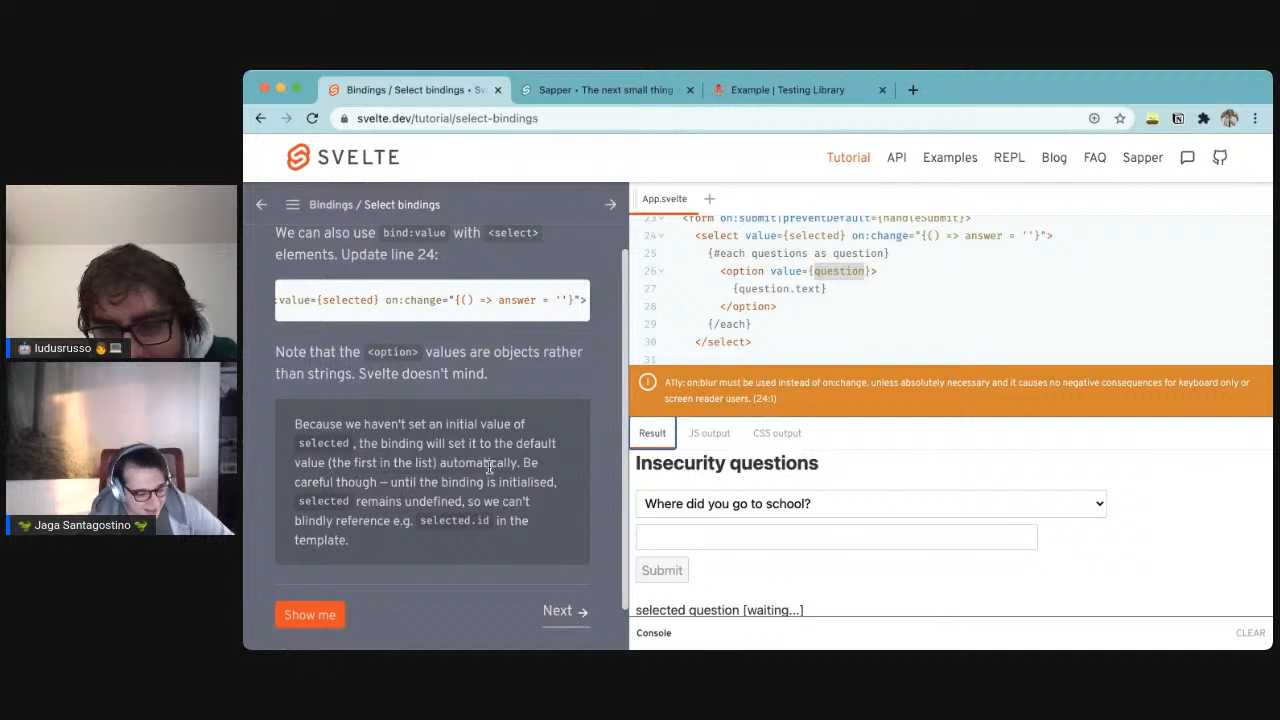 Bindings / Select bindings • Sv
Sapper • The next small thing
Example | Testing Library
svelte.dev/tutorial/select-bindings
SVELTE
Tutorial API Examples REPL Blog FAQ Sapper
Bindings / Select bindings
We can also use bind:value with <select>
elements. Update line 24:
:value={selected} on:change="{() => answer = ''}">
Note that the <option> values are objects rather
than strings. Svelte doesn't mind.
Because we haven't set an initial value of
selected, the binding will set it to the default
value (the first in the list) automatically. Be
careful though — until the binding is initialised,
selected remains undefined, so we can't
blindly reference e.g. selected.id in the
template.
Show me
Next
App.svelte
23 <form on:submit|preventDefault={handleSubmit}>
24 <select value={selected} on:change="{() => answer = ''}">
25 {#each questions as question}
26 <option value={question}>
27 {question.text}
28 </option>
29 {/each}
30 </select>
31
A11y: on:blur must be used instead of on:change, unless absolutely necessary and it causes no negative consequences for keyboard only or
screen reader users. (24:1)
Result JS output CSS output
Insecurity questions
Where did you go to school?
Submit
selected question [waiting...]
Console
CLEAR
ludusrusso
Jaga Santagostino